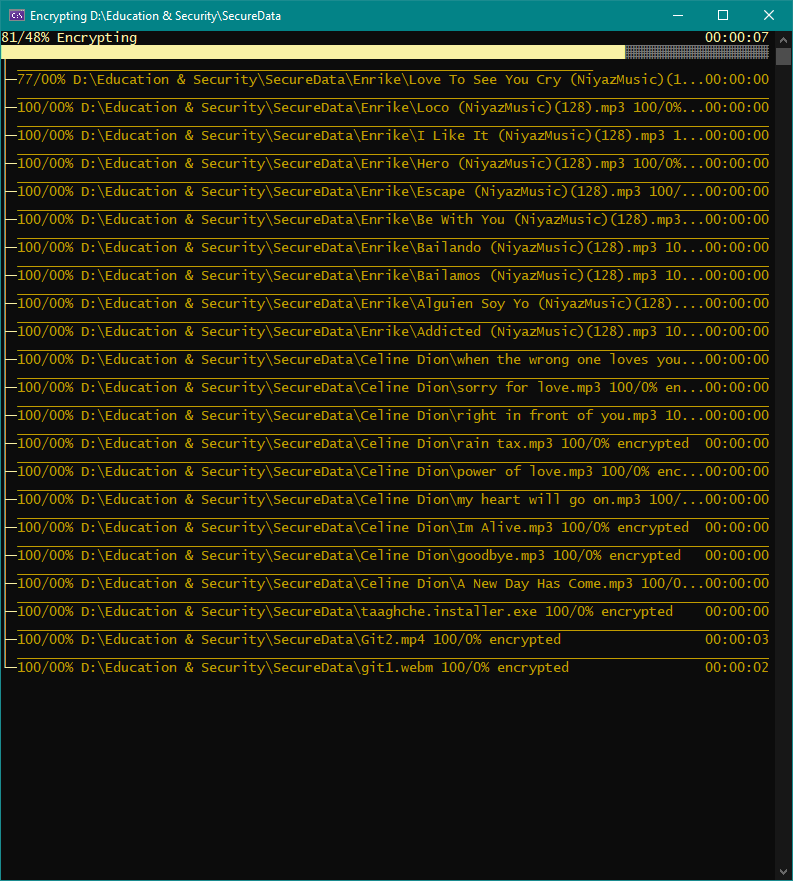 Encrypting D:\Education & Security\SecureData
81/48% Encrypting 00:00:07
77/00% D:\Education & Security\SecureData\Enrike\Love To See You Cry (NiyazMusic)(1...00:00:00
100/00% D:\Education & Security\SecureData\Enrike\Loco (NiyazMusic)(128).mp3 100/0%...00:00:00
100/00% D:\Education & Security\SecureData\Enrike\I Like It (NiyazMusic)(128).mp3 1...00:00:00
100/00% D:\Education & Security\SecureData\Enrike\Hero (NiyazMusic)(128).mp3 100/0%...00:00:00
100/00% D:\Education & Security\SecureData\Enrike\Escape (NiyazMusic)(128).mp3 100/...00:00:00
100/00% D:\Education & Security\SecureData\Enrike\Be With You (NiyazMusic)(128).mp3...00:00:00
100/00% D:\Education & Security\SecureData\Enrike\Bailando (NiyazMusic)(128).mp3 10...00:00:00
100/00% D:\Education & Security\SecureData\Enrike\Bailamos (NiyazMusic)(128).mp3 10...00:00:00
100/00% D:\Education & Security\SecureData\Enrike\Alguien Soy Yo (NiyazMusic)(128)....00:00:00
100/00% D:\Education & Security\SecureData\Enrike\Addicted (NiyazMusic)(128).mp3 10...00:00:00
100/00% D:\Education & Security\SecureData\Celine Dion\when the wrong one loves you...00:00:00
100/00% D:\Education & Security\SecureData\Celine Dion\sorry for love.mp3 100/0% en...00:00:00
100/00% D:\Education & Security\SecureData\Celine Dion\right in front of you.mp3 10...00:00:00
100/00% D:\Education & Security\SecureData\Celine Dion\rain tax.mp3 100/0% encrypted 00:00:00
100/00% D:\Education & Security\SecureData\Celine Dion\power of love.mp3 100/0% enc...00:00:00
100/00% D:\Education & Security\SecureData\Celine Dion\my heart will go on.mp3 100/...00:00:00
100/00% D:\Education & Security\SecureData\Celine Dion\Im Alive.mp3 100/0% encrypted 00:00:00
100/00% D:\Education & Security\SecureData\Celine Dion\goodbye.mp3 100/0% encrypted 00:00:00
100/00% D:\Education & Security\SecureData\Celine Dion\A New Day Has Come.mp3 100/0...00:00:00
100/00% D:\Education & Security\SecureData\taaghche.installer.exe 100/0% encrypted 00:00:00
100/00% D:\Education & Security\SecureData\Git2.mp4 100/0% encrypted 00:00:03
100/00% D:\Education & Security\SecureData\git1.webm 100/0% encrypted 00:00:02